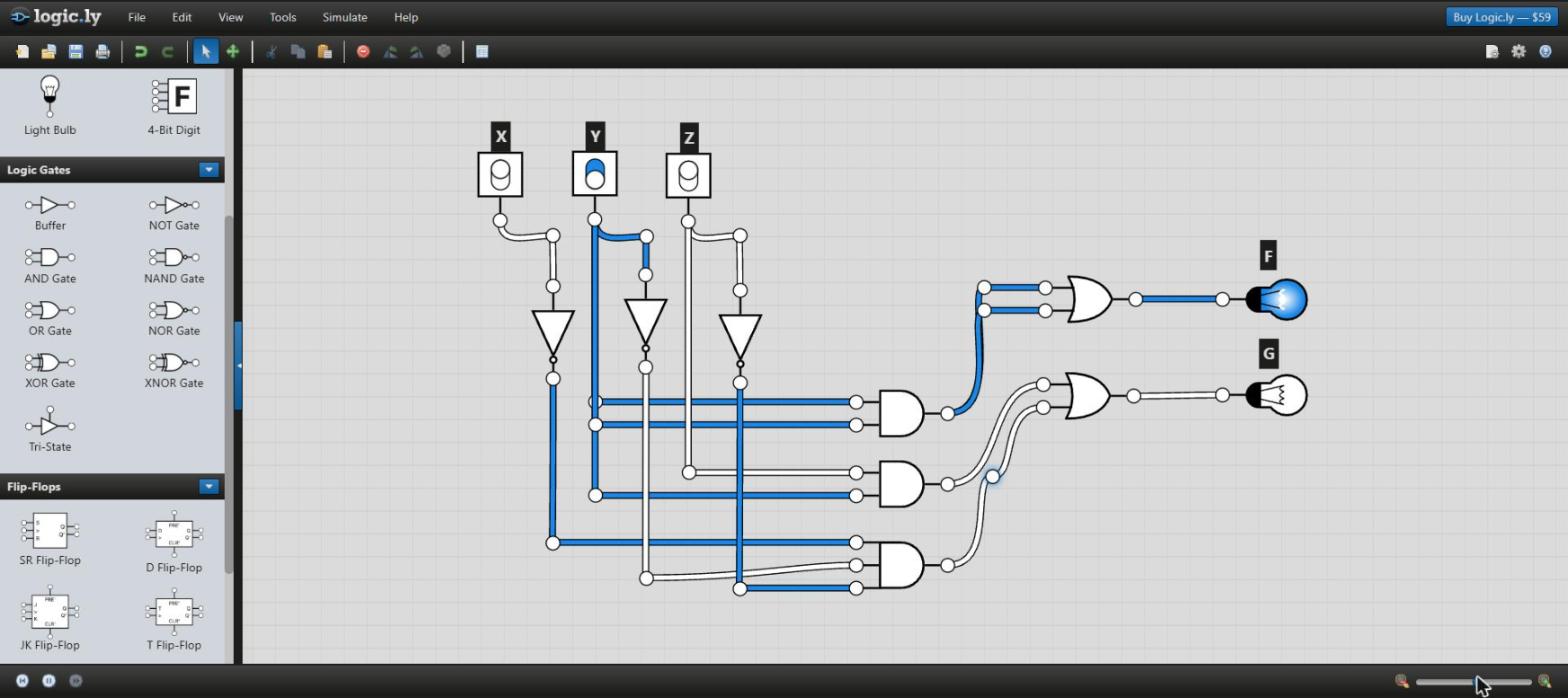 logic.ly
File Edit View Tools Simulate Help
Buy Logic.ly — $59
F
Light Bulb 4-Bit Digit
Logic Gates
Buffer NOT Gate
AND Gate NAND Gate
OR Gate NOR Gate
XOR Gate XNOR Gate
Tri-State
Flip-Flops
SR Flip-Flop D Flip-Flop
JK Flip-Flop T Flip-Flop
X Y Z
F
G